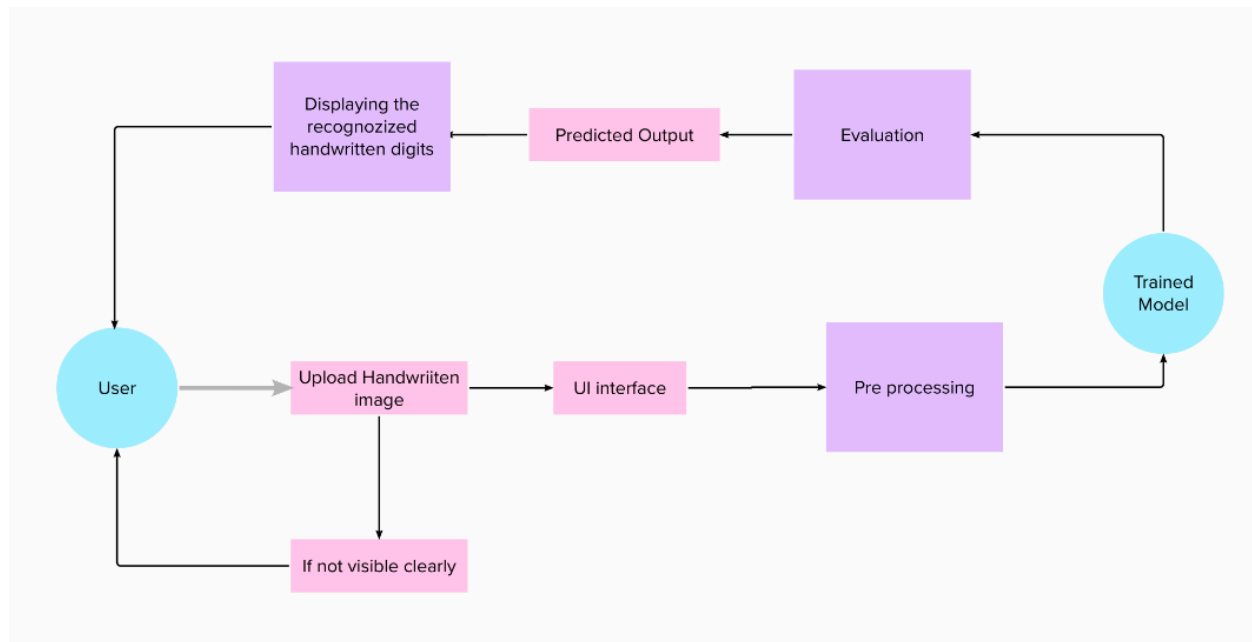 Displaying the
recognozized
handwritten digits
Predicted Output
Evaluation
Trained
Model
User
Upload Handwriiten
image
UI interface
Pre processing
If not visible clearly